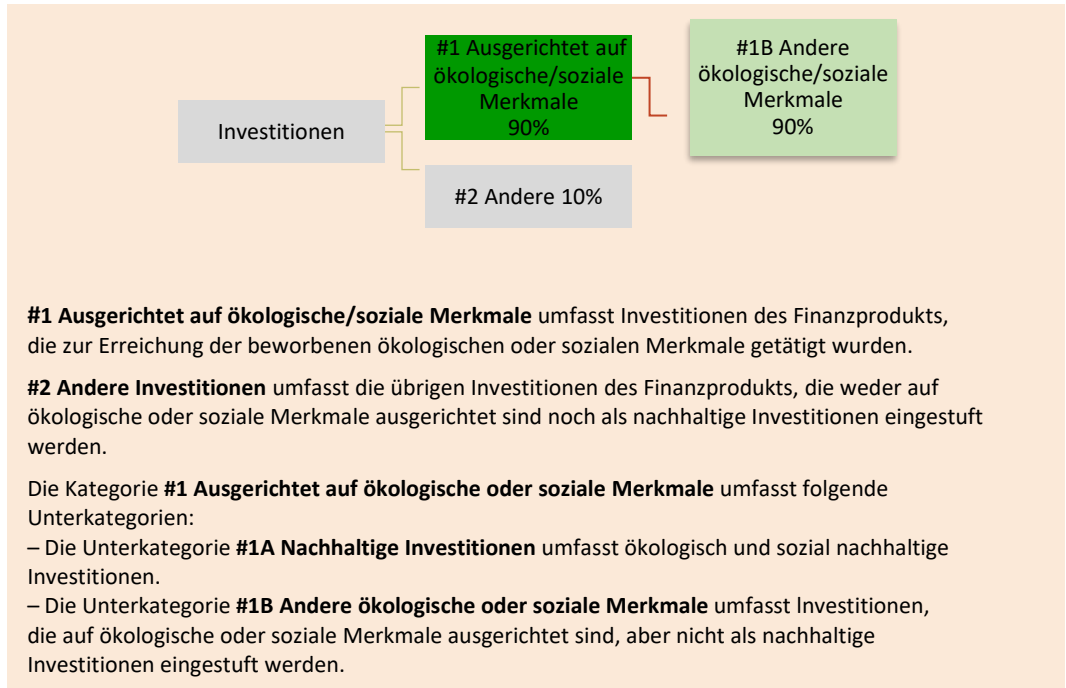 #1 Ausgerichtet auf
ökologische/soziale
Merkmale
90%
#1B Andere
ökologische/soziale
Merkmale
90%
Investitionen
#2 Andere 10%
#1 Ausgerichtet auf ökologische/soziale Merkmale umfasst Investitionen des Finanzprodukts,
die zur Erreichung der beworbenen ökologischen oder sozialen Merkmale getätigt wurden.
#2 Andere Investitionen umfasst die übrigen Investitionen des Finanzprodukts, die weder auf
ökologische oder soziale Merkmale ausgerichtet sind noch als nachhaltige Investitionen eingestuft
werden.
Die Kategorie #1 Ausgerichtet auf ökologische oder soziale Merkmale umfasst folgende
Unterkategorien:
– Die Unterkategorie #1A Nachhaltige Investitionen umfasst ökologisch und sozial nachhaltige
Investitionen.
– Die Unterkategorie #1B Andere ökologische oder soziale Merkmale umfasst Investitionen,
die auf ökologische oder soziale Merkmale ausgerichtet sind, aber nicht als nachhaltige
Investitionen eingestuft werden.